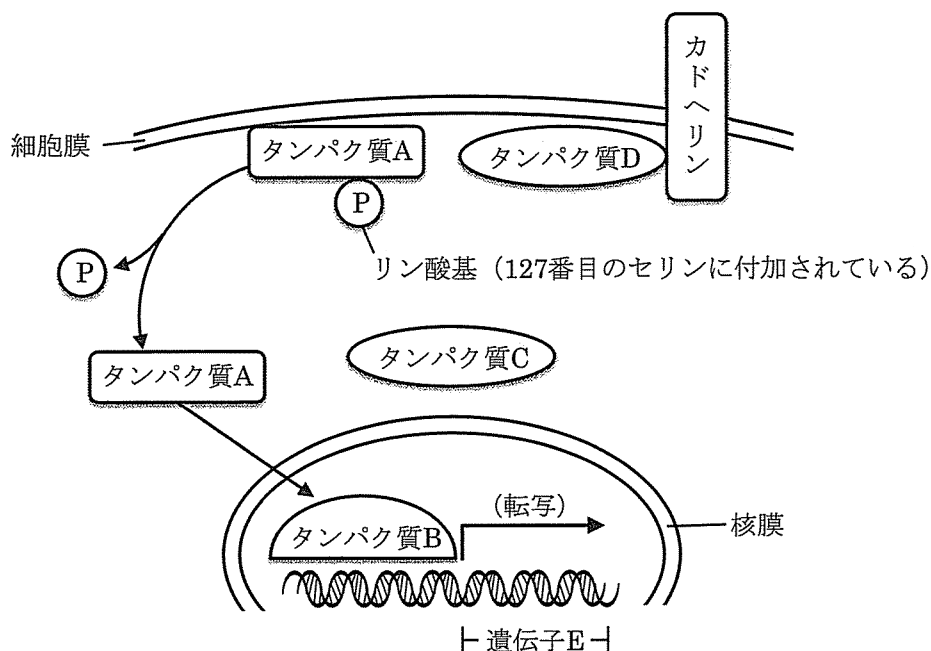 カドヘリン
細胞膜
タンパク質A
タンパク質D
P
リン酸基（127番目のセリンに付加されている）
P
タンパク質A
タンパク質C
（転写）
核膜
タンパク質B
遺伝子E